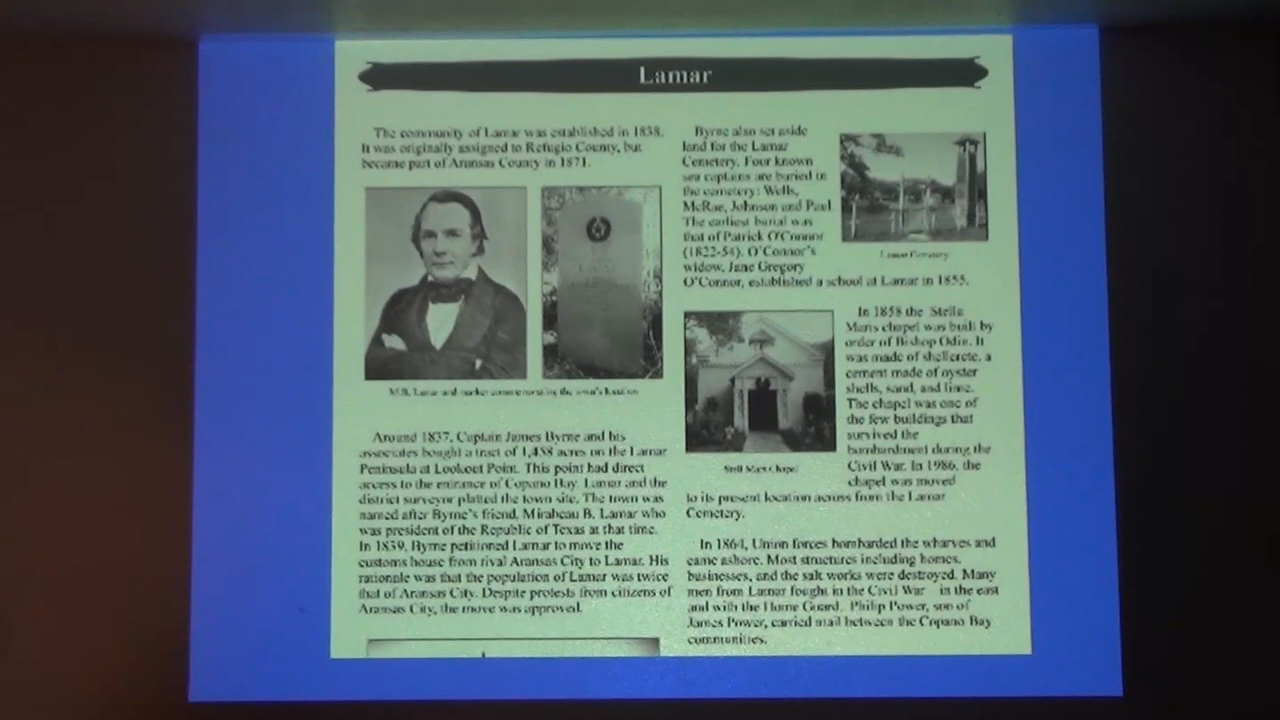 Lamar
The community of Lamar was established in 1838.
It was originally assigned to Refugio County, but
became part of Aransas County in 1871.
M.B. Lamar and marker commemorating the town's location
Around 1837, Captain James Byrne and his
associates bought a tract of 1,458 acres on the Lamar
Peninsula at Lookout Point. This point had direct
access to the entrance of Copano Bay. Lamar and the
district surveyor platted the town site. The town was
named after Byrne's friend, Mirabeau B. Lamar who
was president of the Republic of Texas at that time.
In 1839, Byrne petitioned Lamar to move the
customs house from rival Aransas City to Lamar. His
rationale was that the population of Lamar was twice
that of Aransas City. Despite protests from citizens of
Aransas City, the move was approved.
Byrne also set aside
land for the Lamar
Cemetery. Four known
sea captains are buried in
the cemetery: Wells,
McRae, Johnson and Paul.
The earliest burial was
that of Patrick O'Connor
(1822-54). O'Connor's
widow, Jane Gregory
O'Connor, established a school at Lamar in 1855.
Lamar Cemetery
In 1858 the Stella
Maris chapel was built by
order of Bishop Odin. It
was made of shellcrete, a
cement made of oyster
shells, sand, and lime.
The chapel was one of
the few buildings that
survived the
bombardment during the
Civil War. In 1986, the
chapel was moved
to its present location across from the Lamar
Cemetery.
Stella Maris Chapel
In 1864, Union forces bombarded the wharves and
came ashore. Most structures including homes,
businesses, and the salt works were destroyed. Many
men from Lamar fought in the Civil War in the east
and with the Home Guard. Philip Power, son of
James Power, carried mail between the Copano Bay
communities.